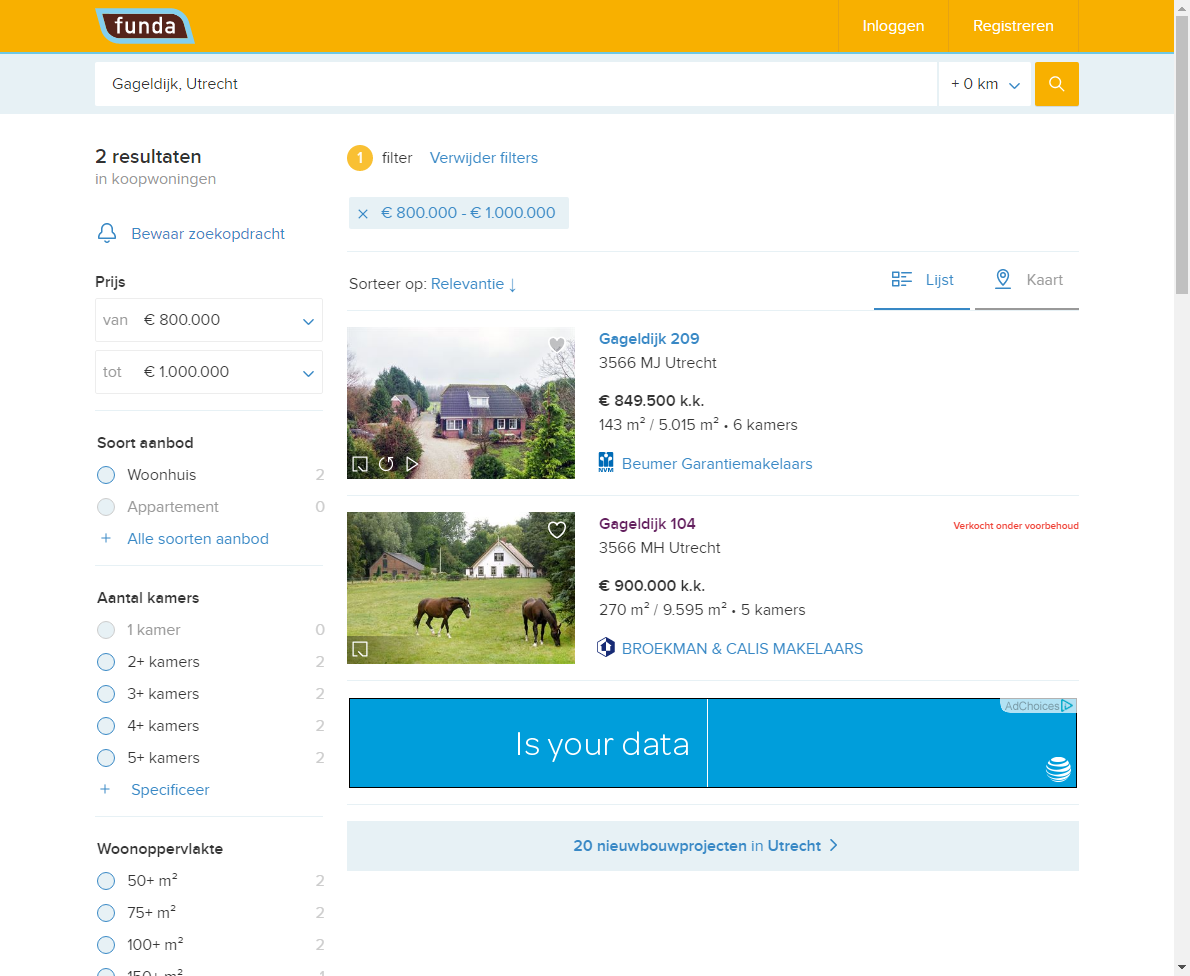 funda
Inloggen
Registreren
Gageldijk, Utrecht
+ 0 km
2 resultaten
in koopwoningen
Bewaar zoekopdracht
Prijs
van € 800.000
tot € 1.000.000
Soort aanbod
Woonhuis 2
Appartement 0
+ Alle soorten aanbod
Aantal kamers
1 kamer 0
2+ kamers 2
3+ kamers 2
4+ kamers 2
5+ kamers 2
+ Specificeer
Woonoppervlakte
50+ m² 2
75+ m² 2
100+ m² 2
150+ m² 1
1 filter Verwijder filters
× € 800.000 - € 1.000.000
Sorteer op: Relevantie ↓
Lijst
Kaart
Gageldijk 209
3566 MJ Utrecht
€ 849.500 k.k.
143 m² / 5.015 m² • 6 kamers
NVM Beumer Garantiemakelaars
Gageldijk 104
Verkocht onder voorbehoud
3566 MH Utrecht
€ 900.000 k.k.
270 m² / 9.595 m² • 5 kamers
BROEKMAN & CALIS MAKELAARS
AdChoices
Is your data
20 nieuwbouwprojecten in Utrecht